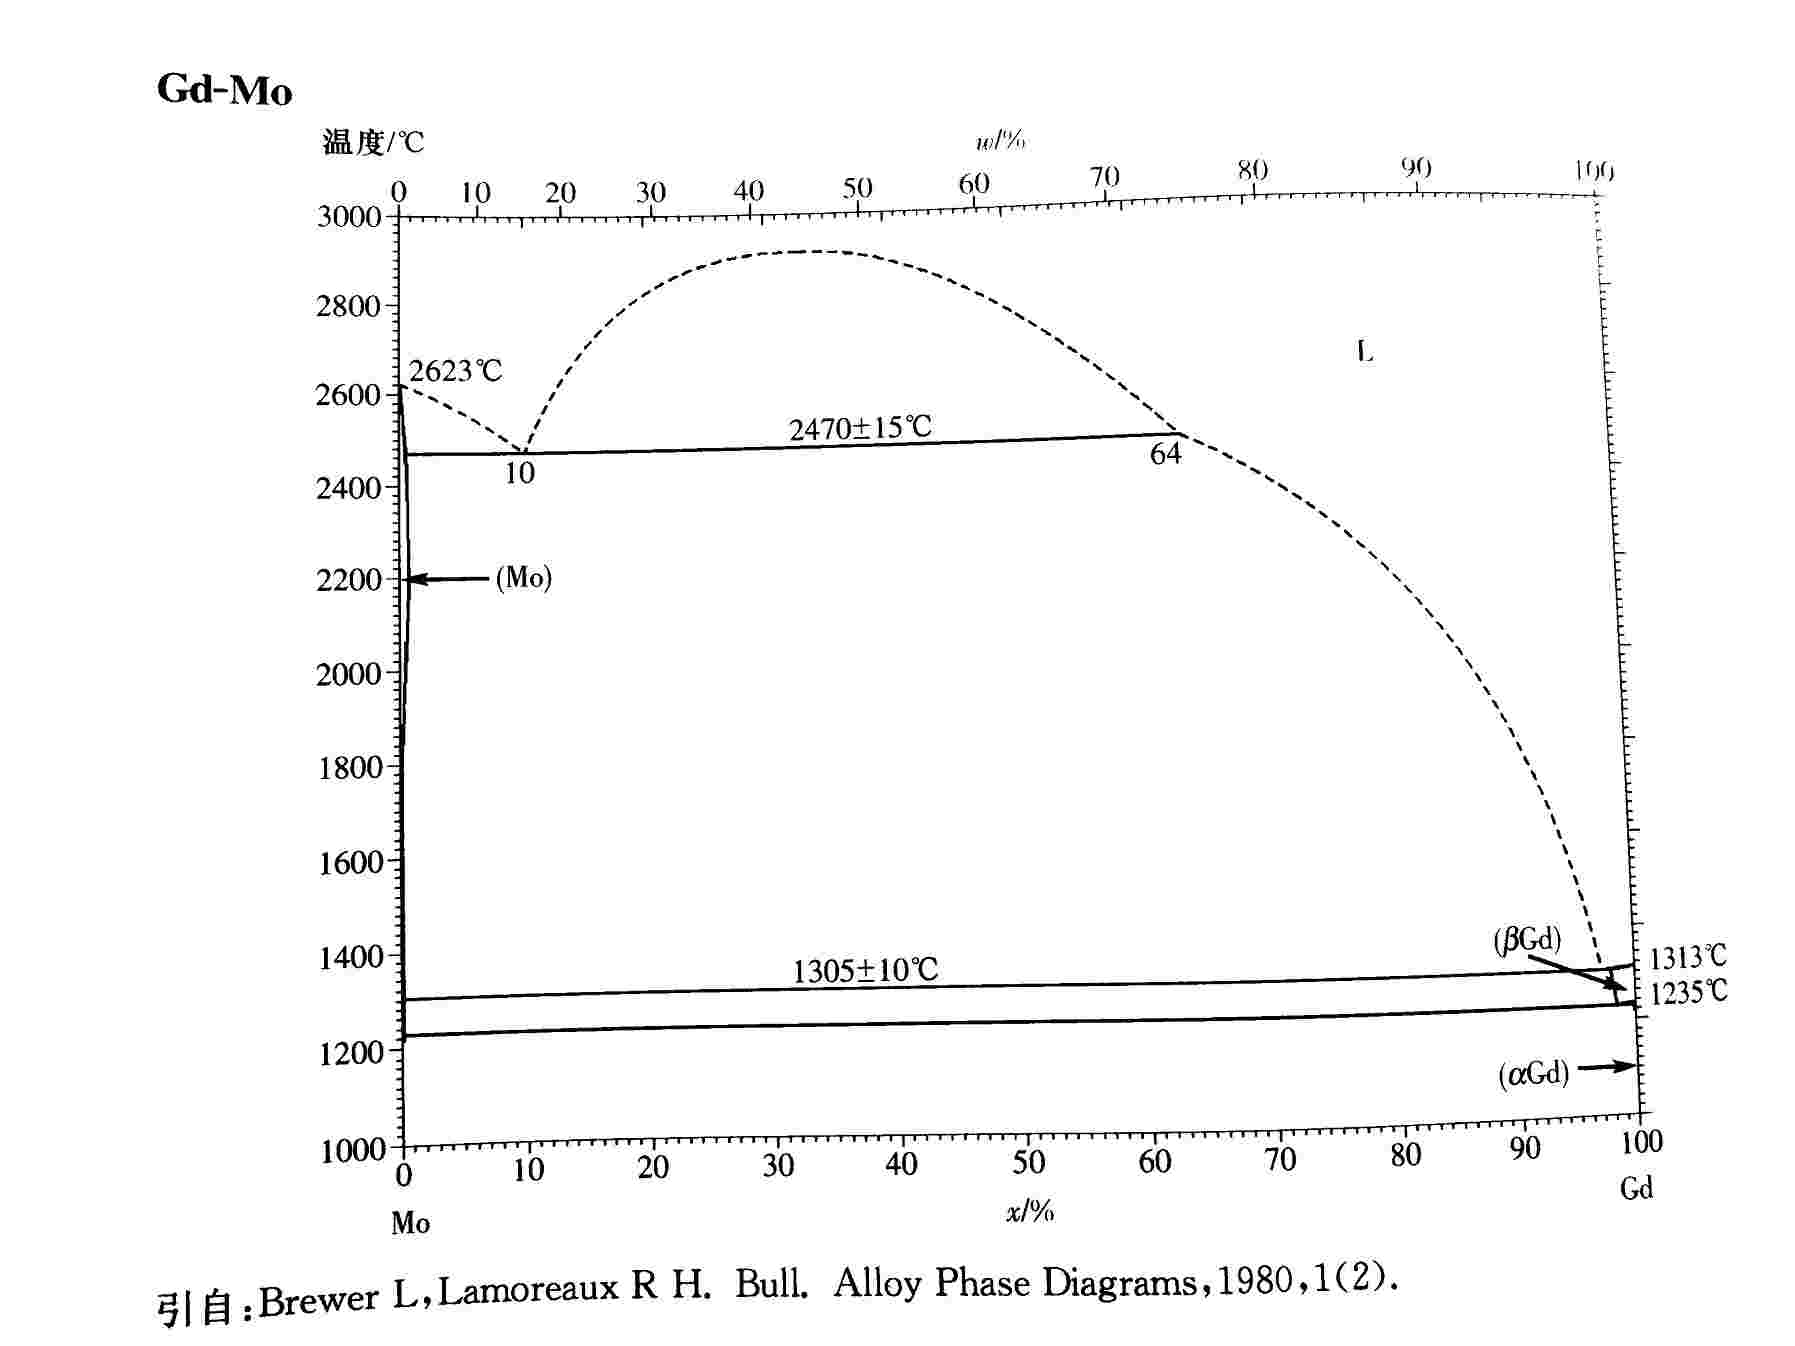 Gd-Mo
温度/℃
w/%
0 10 20 30 40 50 60 70 80 90 100
3000
2800
L
2623℃
2600
2470±15℃
10
64
2400
2200
(Mo)
2000
1800
1600
1400
1305±10℃
(βGd)
1313℃
1235℃
1200
(αGd)
1000
0 10 20 30 40 50 60 70 80 90 100
Mo
x/%
Gd
引自:Brewer L,Lamoreaux R H. Bull. Alloy Phase Diagrams,1980,1(2).